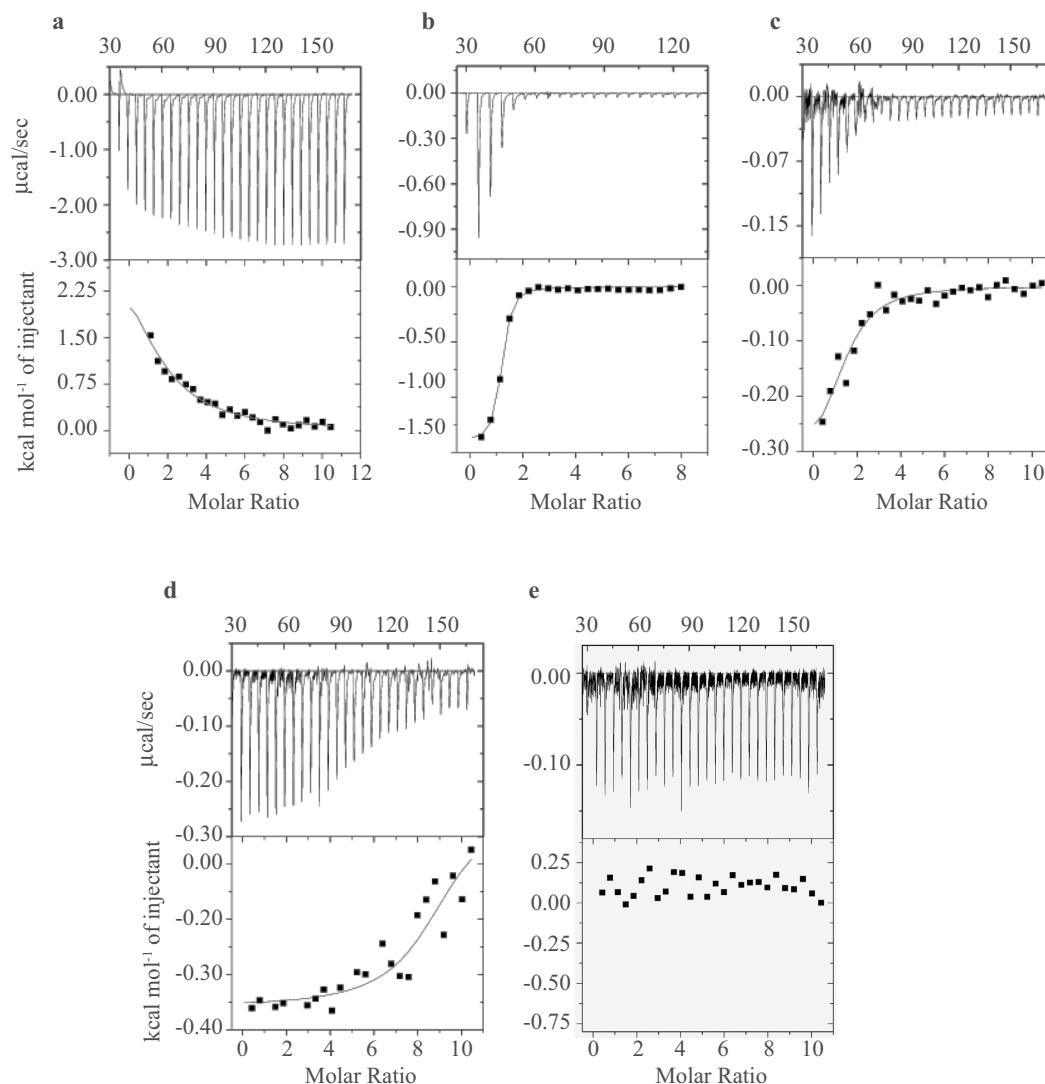 a
30 60 90 120 150
0.00
-1.00
-2.00
-3.00
µcal/sec
2.25
1.50
0.75
0.00
kcal mol⁻¹ of injectant
0 2 4 6 8 10 12
Molar Ratio
b
30 60 90 120
0.00
-0.30
-0.60
-0.90
0.00
-0.50
-1.00
-1.50
0 2 4 6 8
Molar Ratio
c
30 60 90 120 150
0.00
-0.07
-0.15
0.00
-0.10
-0.20
-0.30
0 2 4 6 8 10
Molar Ratio
d
30 60 90 120 150
0.00
-0.10
-0.20
-0.30
µcal/sec
0.00
-0.20
-0.30
-0.40
kcal mol⁻¹ of injectant
0 2 4 6 8 10
Molar Ratio
e
30 60 90 120 150
0.00
-0.10
0.25
0.00
0.25
-0.50
-0.75
0 2 4 6 8 10
Molar Ratio